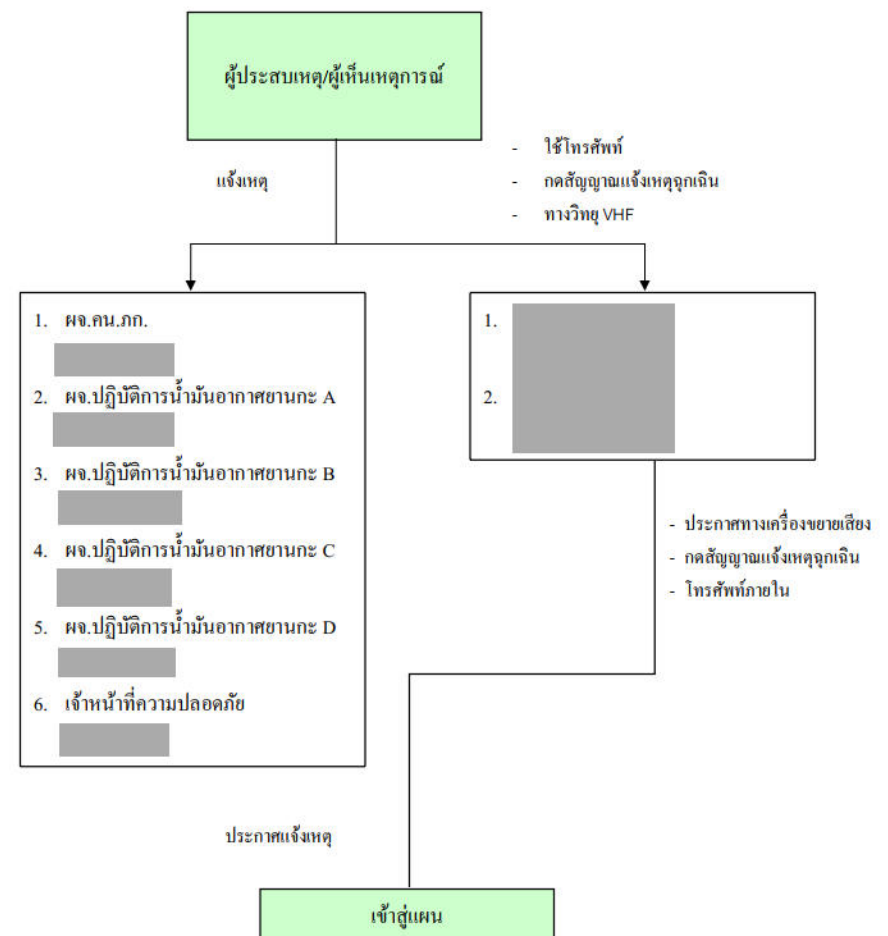 ผู้ประสบเหตุ/ผู้เห็นเหตุการณ์
แจ้งเหตุ
- ใช้โทรศัพท์
- กดสัญญาณแจ้งเหตุฉุกเฉิน
- ทางวิทยุ VHF
1. ผจ.คน.ภก.
2. ผจ.ปฏิบัติการน้ำมันอากาศยานกะ A
3. ผจ.ปฏิบัติการน้ำมันอากาศยานกะ B
4. ผจ.ปฏิบัติการน้ำมันอากาศยานกะ C
5. ผจ.ปฏิบัติการน้ำมันอากาศยานกะ D
6. เจ้าหน้าที่ความปลอดภัย
1.
2.
- ประกาศทางเครื่องขยายเสียง
- กดสัญญาณแจ้งเหตุฉุกเฉิน
- โทรศัพท์ภายใน
ประกาศแจ้งเหตุ
เข้าสู่แผน